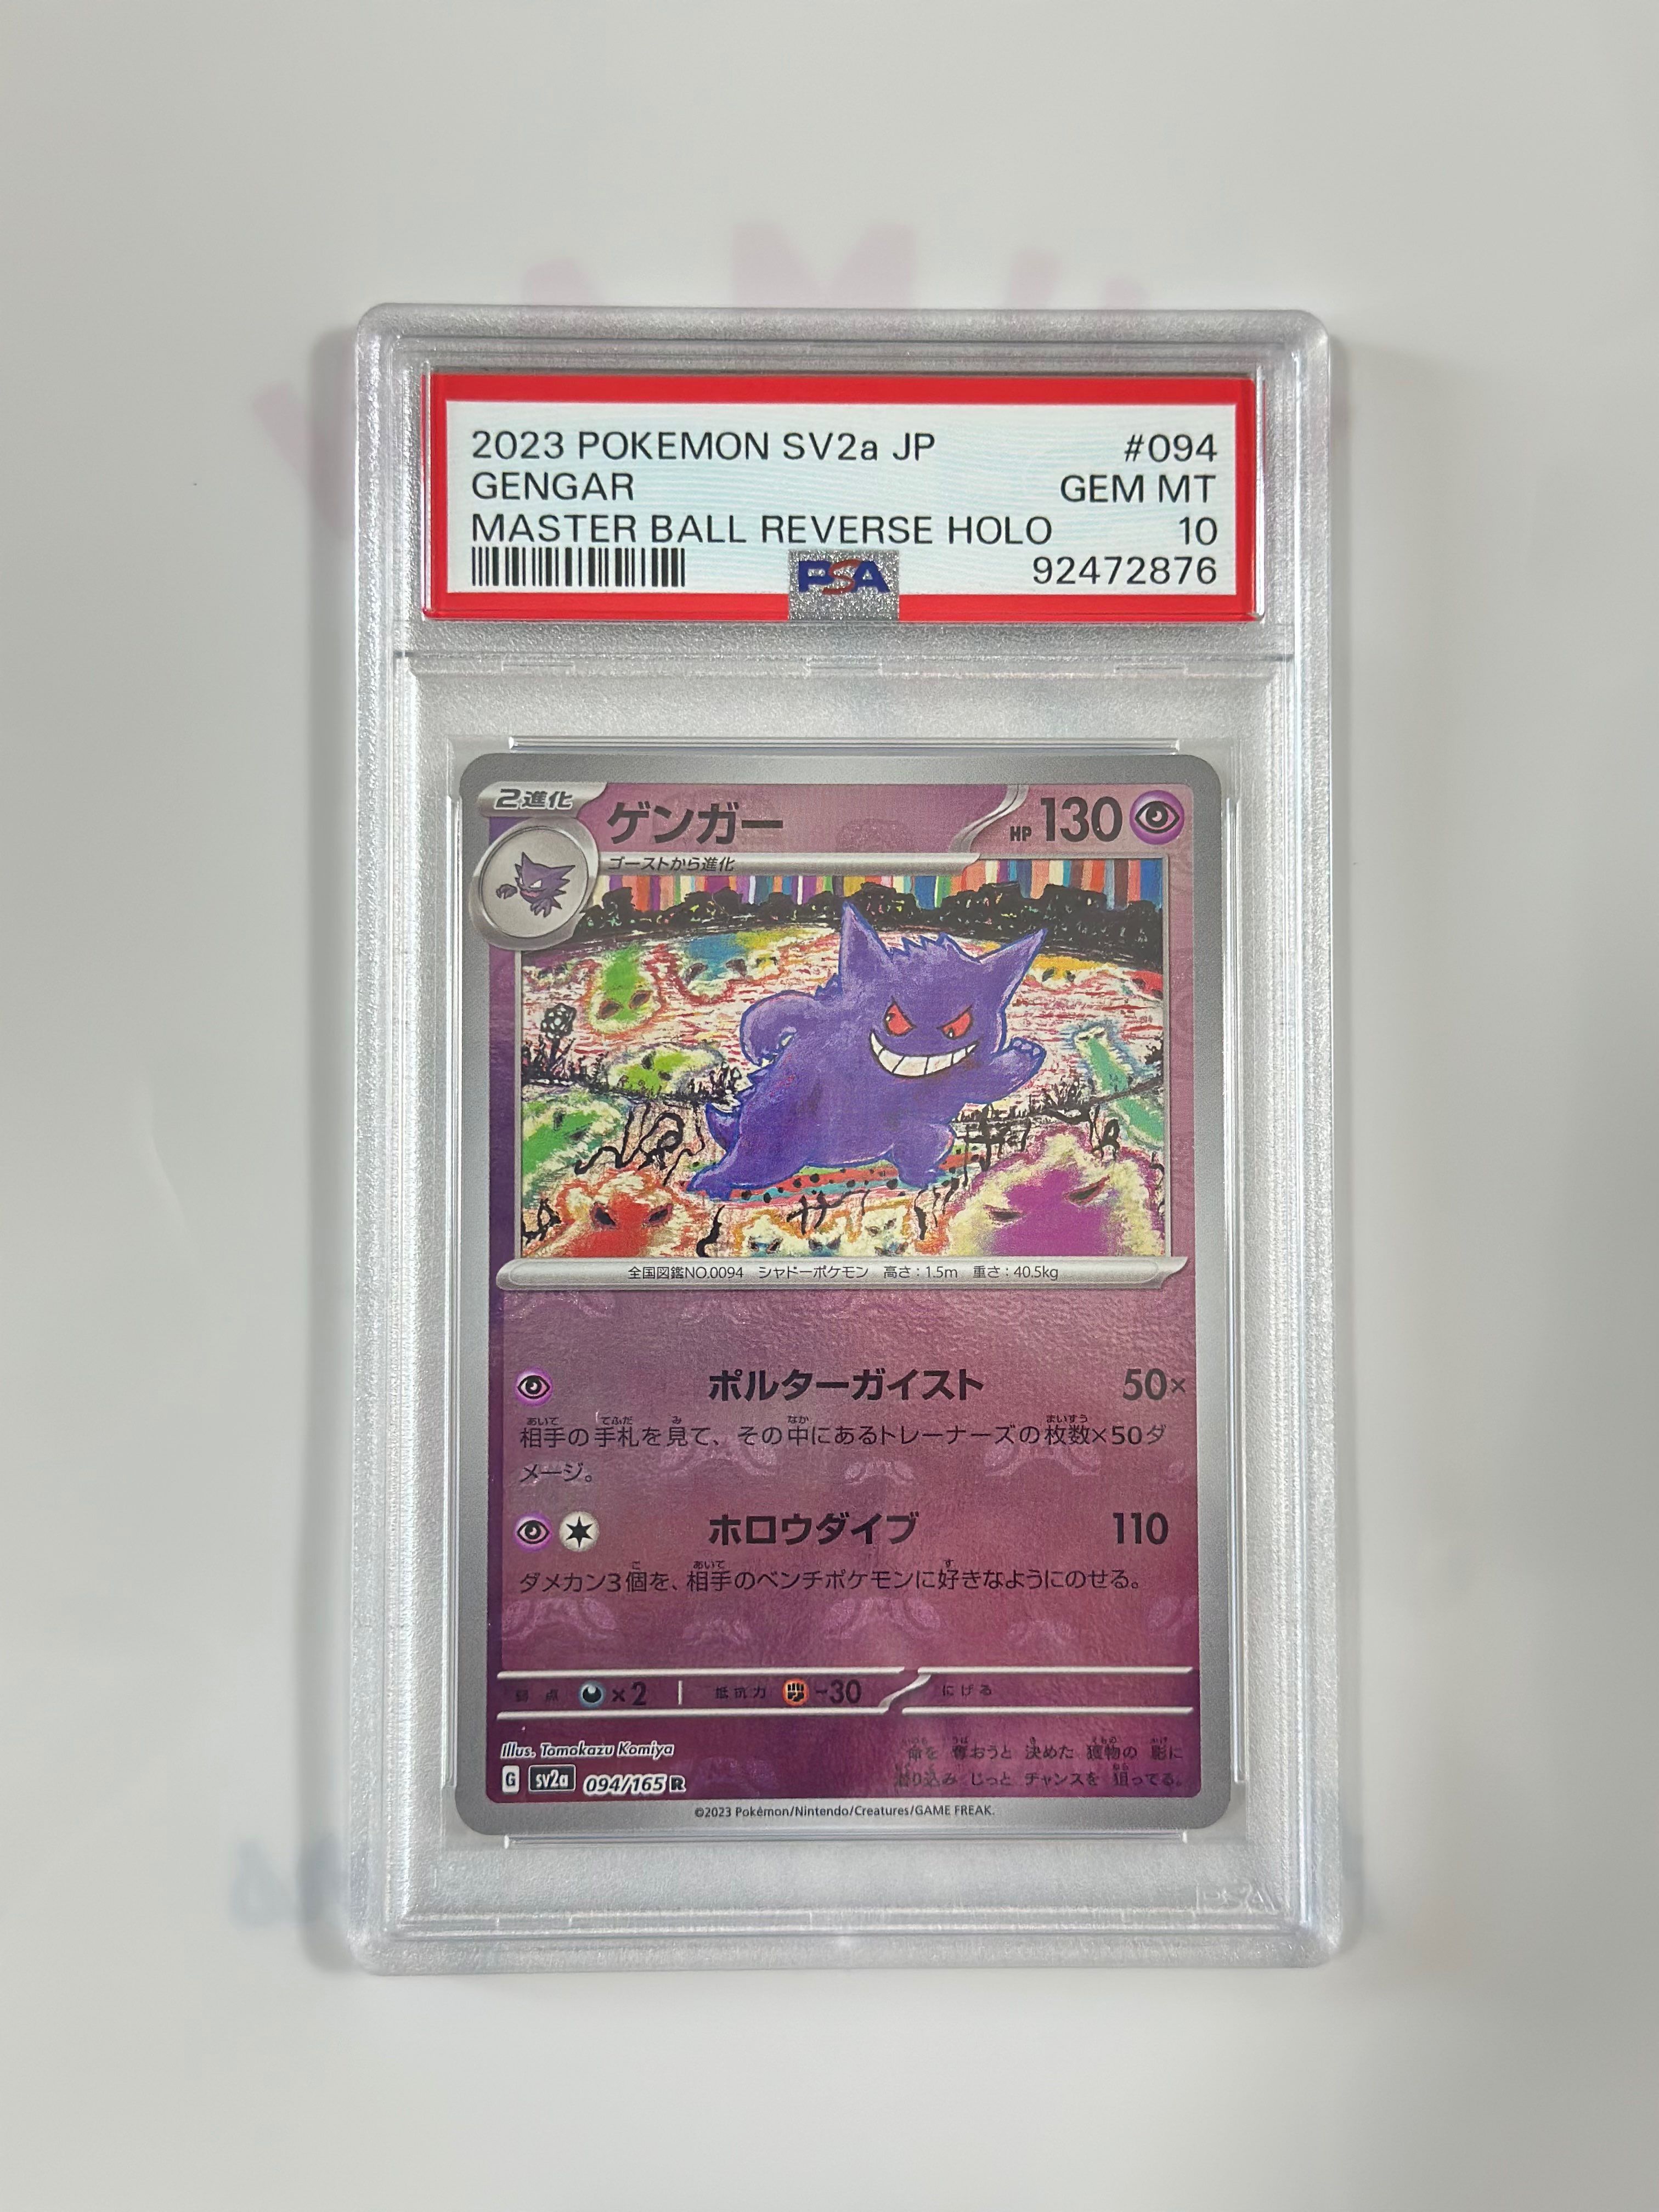 2023 POKEMON SV2a JP #094
GENGAR GEM MT
MASTER BALL REVERSE HOLO 10
PSA 92472876
2進化 ゲンガー HP 130
ゴーストから進化
全国図鑑NO.0094 シャドーポケモン 高さ：1.5m 重さ：40.5kg
ポルターガイスト 50×
相手の手札を見て、その中にあるトレーナーズの枚数×50ダ
メージ。
ホロウダイブ 110
ダメカン3個を、相手のベンチポケモンに好きなようにのせる。
弱点 ×2 抵抗力 -30 にげる
Illus. Tomokazu Komiya
命を 奪おうと 決めた 獲物の 影に
G sv2a 094/165 R
潜り込み じっと チャンスを 狙ってる。
©2023 Pokémon/Nintendo/Creatures/GAME FREAK.
PSA